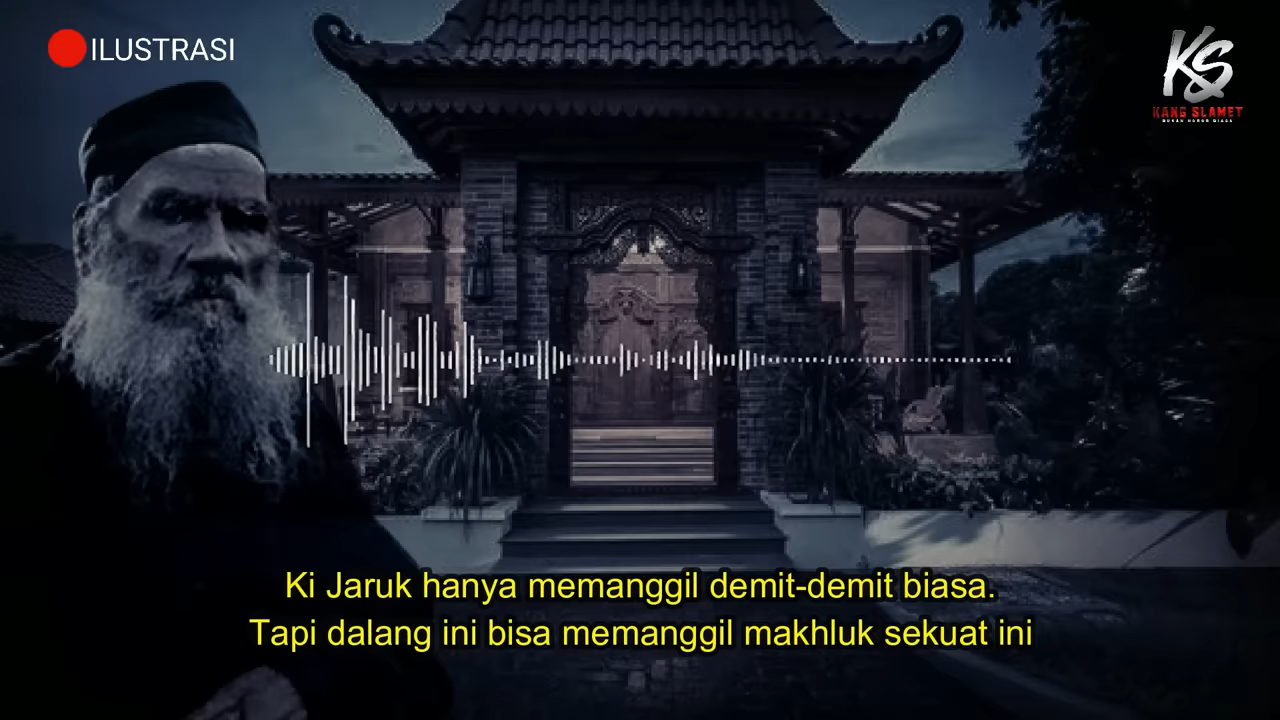 ILUSTRASI
KS
KANG SLAMET
Ki Jaruk hanya memanggil demit-demit biasa.
Tapi dalang ini bisa memanggil makhluk sekuat ini